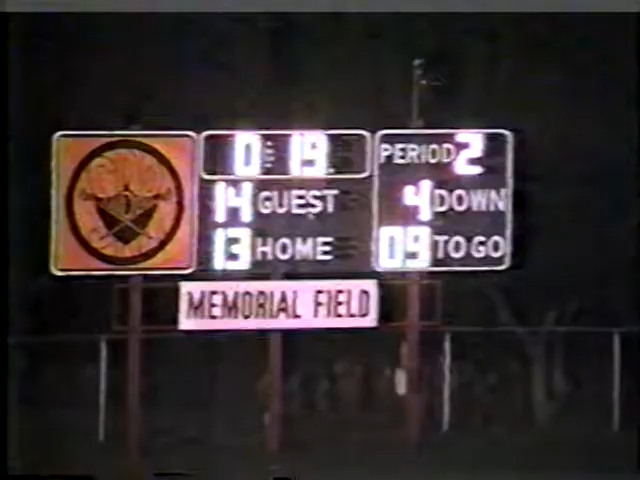 0:19 PERIOD 2
14 GUEST 4 DOWN
13 HOME 09 TO GO
MEMORIAL FIELD